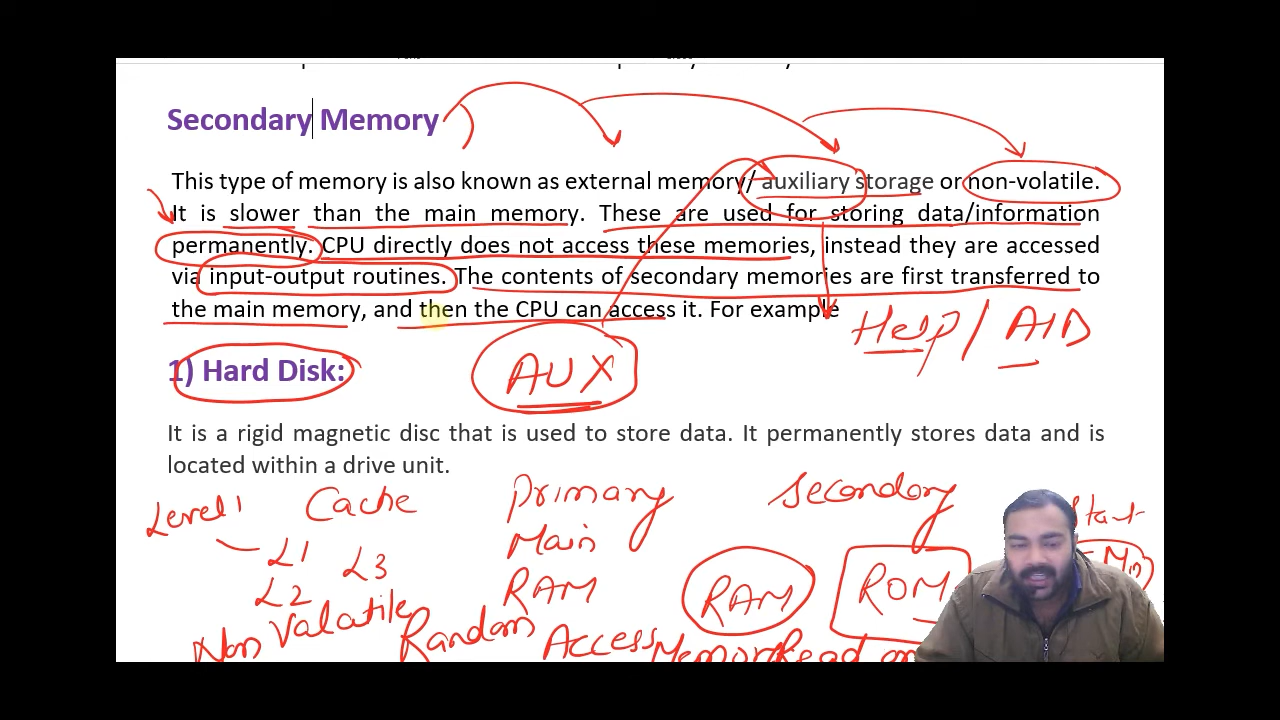 Secondary Memory
This type of memory is also known as external memory/ auxiliary storage or non-volatile.
It is slower than the main memory. These are used for storing data/information
permanently. CPU directly does not access these memories, instead they are accessed
via input-output routines. The contents of secondary memories are first transferred to
the main memory, and then the CPU can access it. For example
Help / AID
1) Hard Disk:
AUX
It is a rigid magnetic disc that is used to store data. It permanently stores data and is
located within a drive unit.
Level 1 Cache Primary Secondary
L1 L3 Main
L2 RAM RAM ROM
Non Valatile Random Access Memory Read